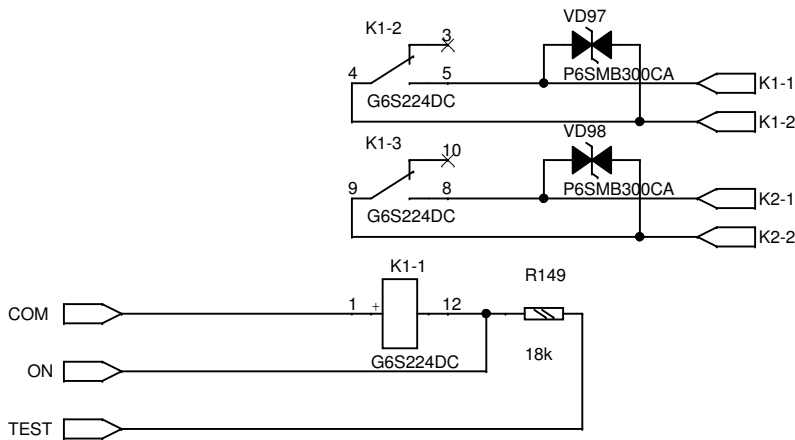 VD97
K1-2
3
4
5
P6SMB300CA
K1-1
G6S224DC
K1-2
VD98
K1-3
10
9
8
P6SMB300CA
K2-1
G6S224DC
K2-2
K1-1
R149
COM
1
+
12
18k
G6S224DC
ON
TEST